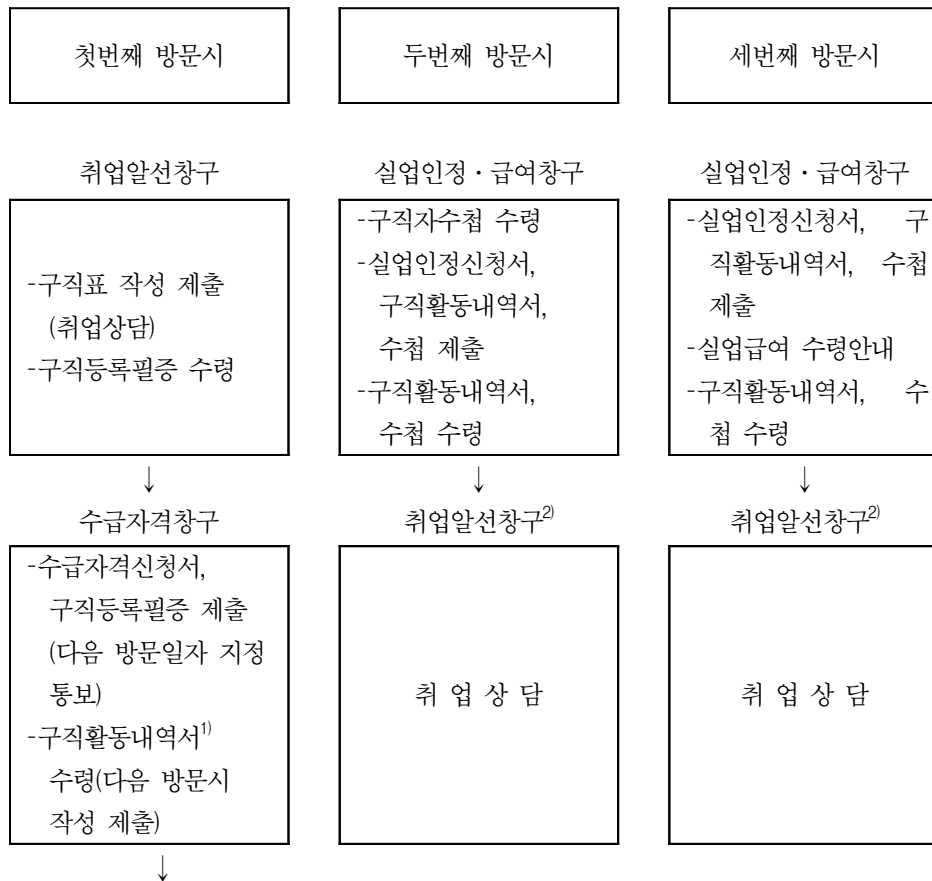 첫번째 방문시
두번째 방문시
세번째 방문시
취업알선창구
실업인정・급여창구
실업인정・급여창구
-구직표 작성 제출
(취업상담)
-구직등록필증 수령
-구직자수첩 수령
-실업인정신청서,
구직활동내역서,
수첩 제출
-구직활동내역서,
수첩 수령
-실업인정신청서, 구
직활동내역서, 수첩
제출
-실업급여 수령안내
-구직활동내역서, 수
첩 수령
↓
↓
↓
수급자격창구
취업알선창구2)
취업알선창구2)
-수급자격신청서,
구직등록필증 제출
(다음 방문일자 지정
통보)
-구직활동내역서1)
수령(다음 방문시
작성 제출)
취 업 상 담
취 업 상 담
↓